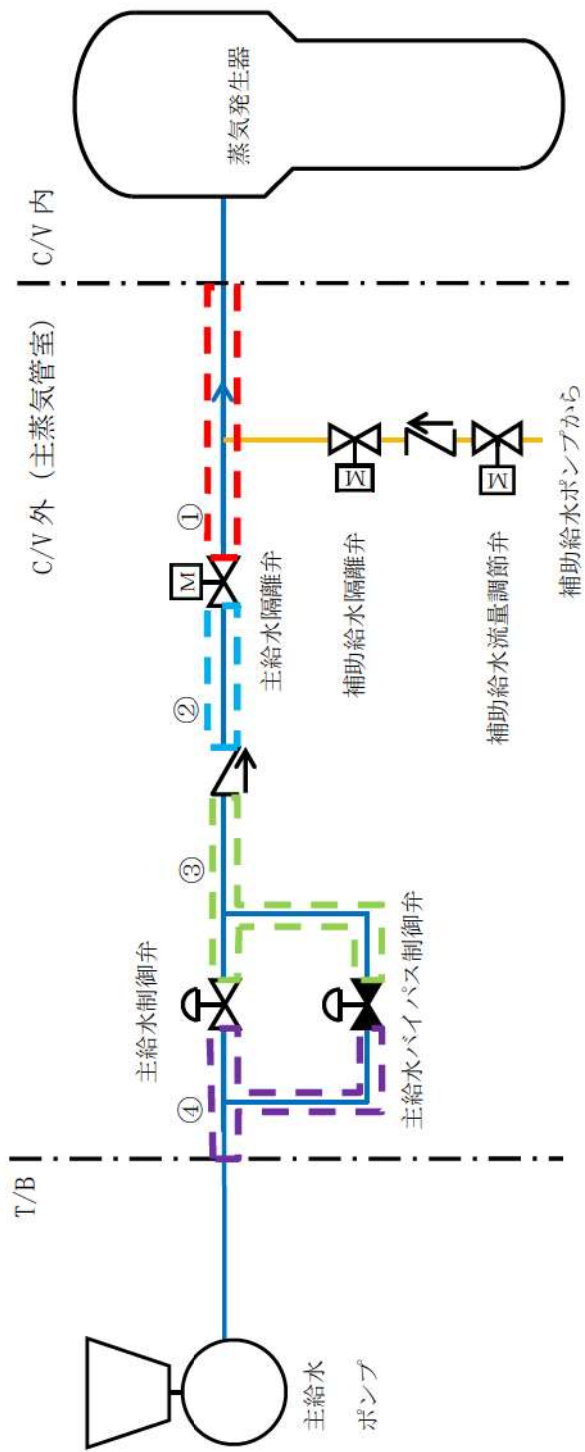 T/B
C/V 外 (主蒸気管室)
C/V 内
④
③
②
①
M
主給水制御弁
主給水バイパス制御弁
主給水隔離弁
M
補助給水隔離弁
M
補助給水流量調節弁
補助給水ポンプから
主給水
ポンプ
蒸気発生器